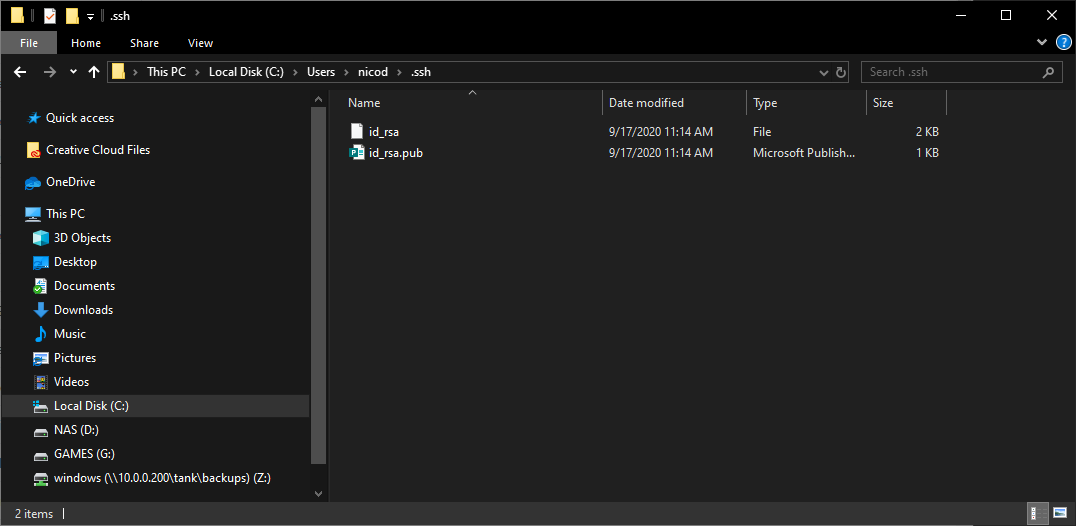 .ssh
File Home Share View
This PC Local Disk (C:) Users nicod .ssh Search .ssh
Name Date modified Type Size
id_rsa 9/17/2020 11:14 AM File 2 KB
id_rsa.pub 9/17/2020 11:14 AM Microsoft Publish... 1 KB
Quick access
Creative Cloud Files
OneDrive
This PC
3D Objects
Desktop
Documents
Downloads
Music
Pictures
Videos
Local Disk (C:)
NAS (D:)
GAMES (G:)
windows (\\10.0.0.200\tank\backups) (Z:)
2 items